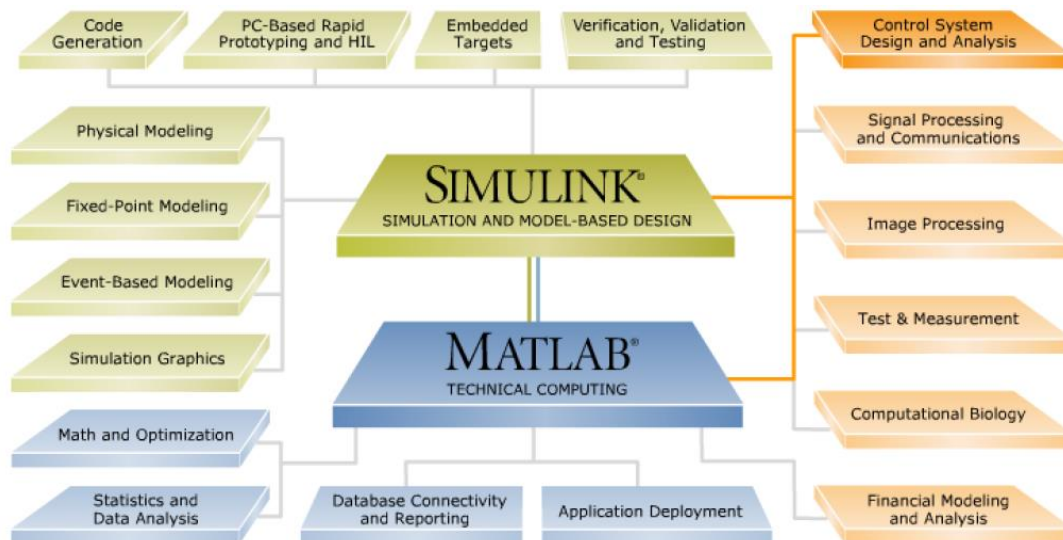 Code
Generation
PC-Based Rapid
Prototyping and HIL
Embedded
Targets
Verification, Validation
and Testing
Control System
Design and Analysis
Physical Modeling
Signal Processing
and Communications
SIMULINK®
SIMULATION AND MODEL-BASED DESIGN
Fixed-Point Modeling
Image Processing
Event-Based Modeling
Test & Measurement
Simulation Graphics
MATLAB®
TECHNICAL COMPUTING
Math and Optimization
Computational Biology
Statistics and
Data Analysis
Database Connectivity
and Reporting
Application Deployment
Financial Modeling
and Analysis